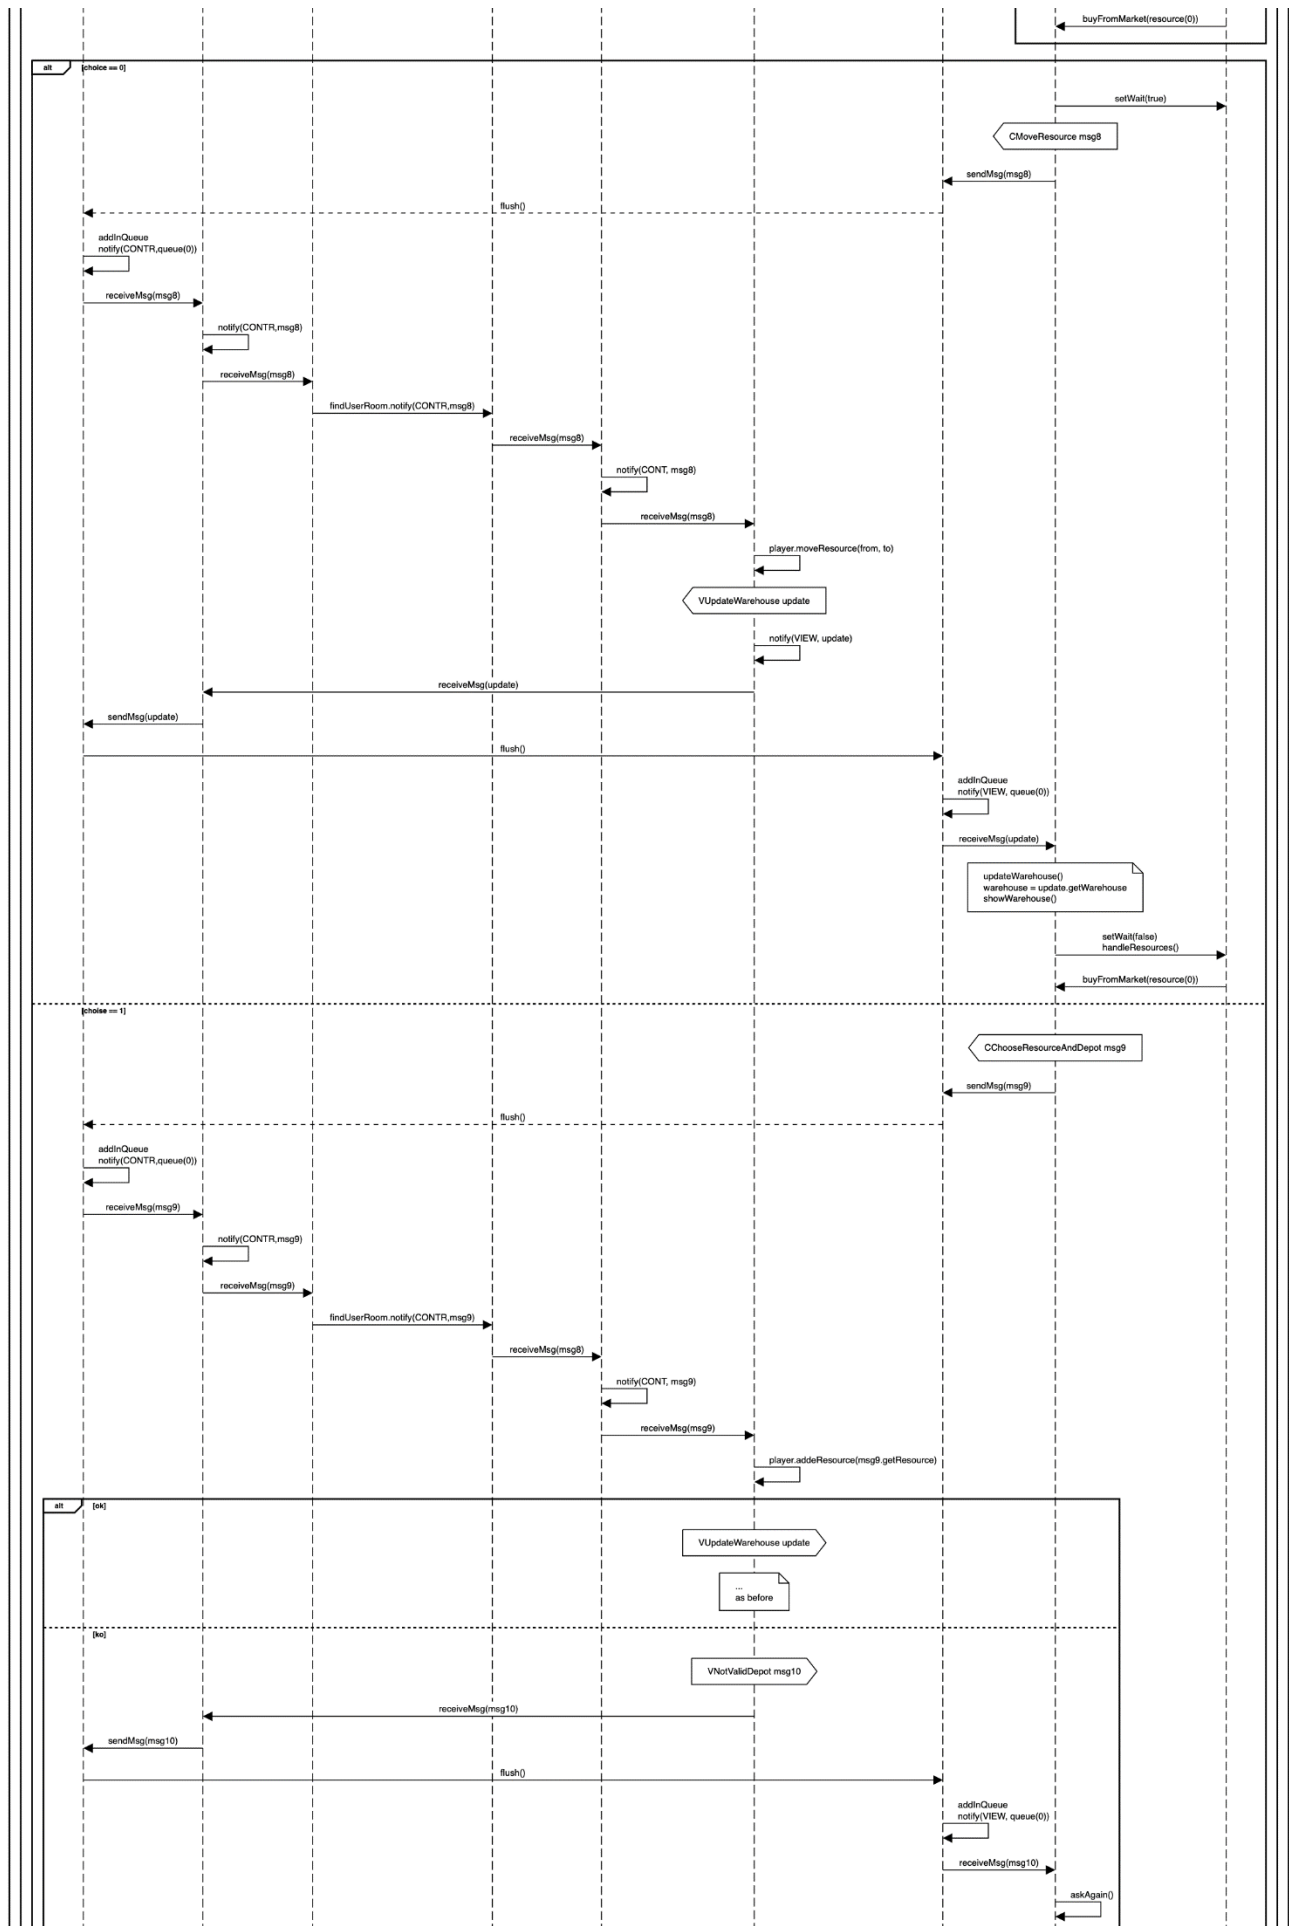 buyFromMarket(resource(0))
alt
[choice == 0]
setWait(true)
CMoveResource msg8
sendMsg(msg8)
flush()
addInQueue
notify(CONTR,queue(0))
receiveMsg(msg8)
notify(CONTR,msg8)
receiveMsg(msg8)
findUserRoom.notify(CONTR,msg8)
receiveMsg(msg8)
notify(CONT, msg8)
receiveMsg(msg8)
player.moveResource(from, to)
VUpdateWarehouse update
notify(VIEW, update)
receiveMsg(update)
sendMsg(update)
flush()
addInQueue
notify(VIEW, queue(0))
receiveMsg(update)
updateWarehouse()
warehouse = update.getWarehouse
showWarehouse()
setWait(false)
handleResources()
buyFromMarket(resource(0))
[choise == 1]
CChooseResourceAndDepot msg9
sendMsg(msg9)
flush()
addInQueue
notify(CONTR,queue(0))
receiveMsg(msg9)
notify(CONTR,msg9)
receiveMsg(msg9)
findUserRoom.notify(CONTR,msg9)
receiveMsg(msg8)
notify(CONT, msg9)
receiveMsg(msg9)
player.addeResource(msg9.getResource)
alt
[ok]
VUpdateWarehouse update
...
as before
[ko]
VNotValidDepot msg10
receiveMsg(msg10)
sendMsg(msg10)
flush()
addInQueue
notify(VIEW, queue(0))
receiveMsg(msg10)
askAgain()